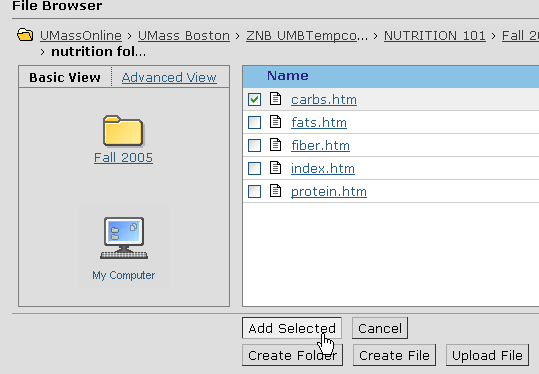 File Browser
UMassOnline > UMass Boston > ZNB UMBTempco... > NUTRITION 101 > Fall 2
> nutrition fol...
Basic View Advanced View
Fall 2005
My Computer
Name
carbs.htm
fats.htm
fiber.htm
index.htm
protein.htm
Add Selected Cancel
Create Folder Create File Upload File